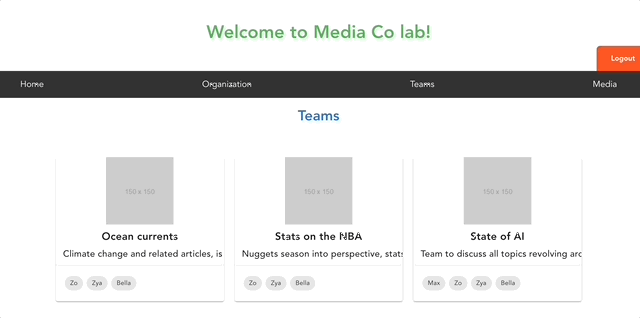 Welcome to Media Co lab!
Logout
Home Organization Teams Media
Teams
150 x 150 150 x 150 150 x 150
Ocean currents Stats on the NBA State of AI
Climate change and related articles, is Nuggets season into perspective, stats Team to discuss all topics revolving arc
Zo Zya Bella Zo Zya Bella Max Zo Zya Bella